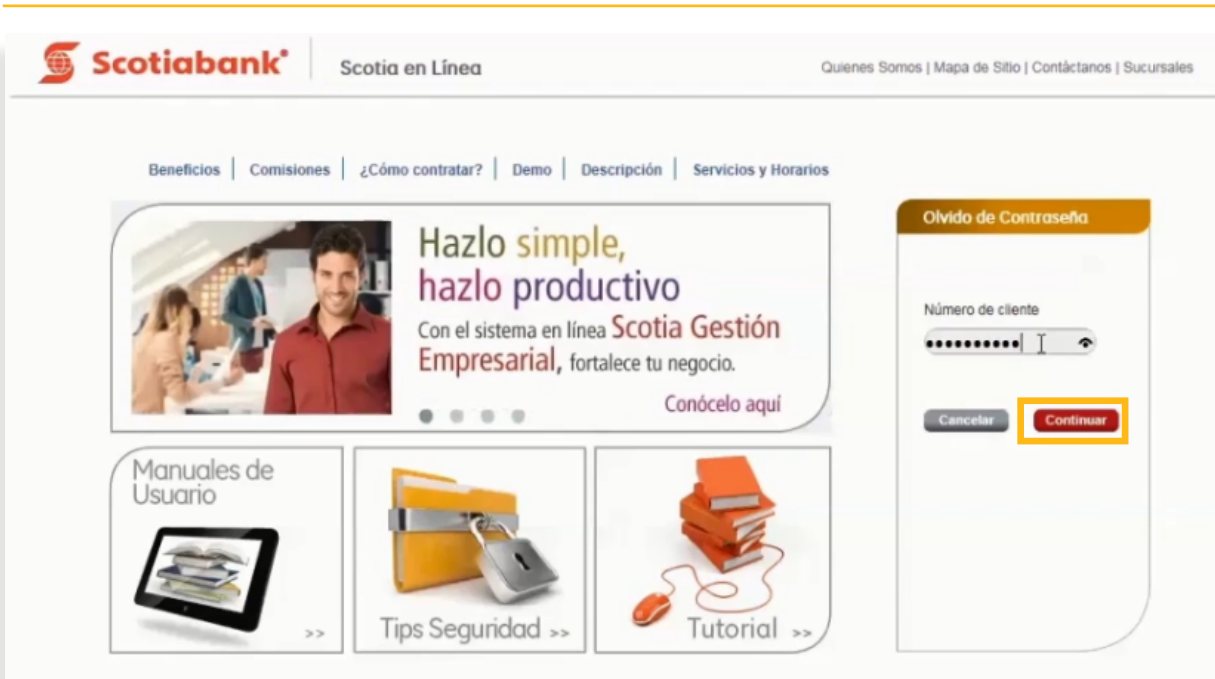 Scotiabank®
Scotia en Línea
Quienes Somos | Mapa de Sitio | Contáctanos | Sucursales
Beneficios | Comisiones | ¿Cómo contratar? | Demo | Descripción | Servicios y Horarios
Hazlo simple,
hazlo productivo
Con el sistema en línea Scotia Gestión
Empresarial, fortalece tu negocio.
Conócelo aquí
Olvido de Contraseña
Número de cliente
••••••••••
Cancelar
Continuar
Manuales de
Usuario
>>
Tips Seguridad >>
Tutorial >>